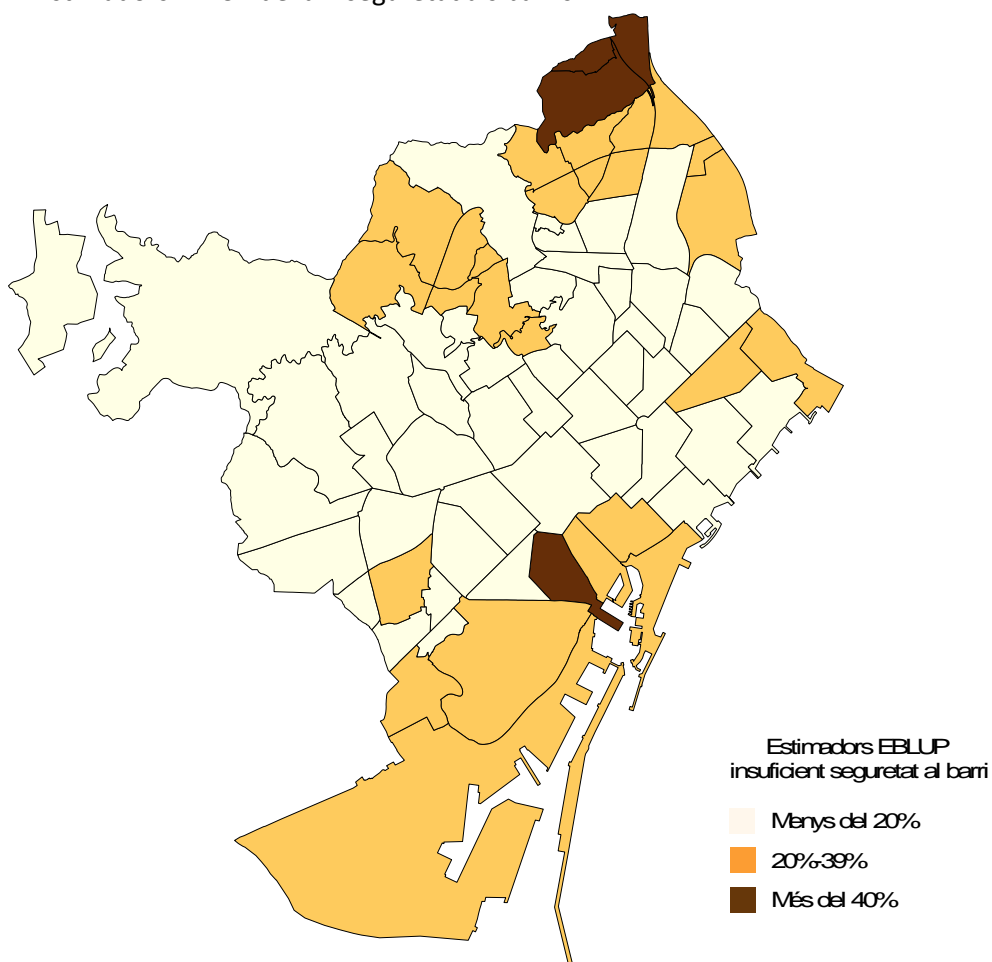 Estimadors EBLUP
insuficient seguretat al barri
Menys del 20%
20%-39%
Més del 40%